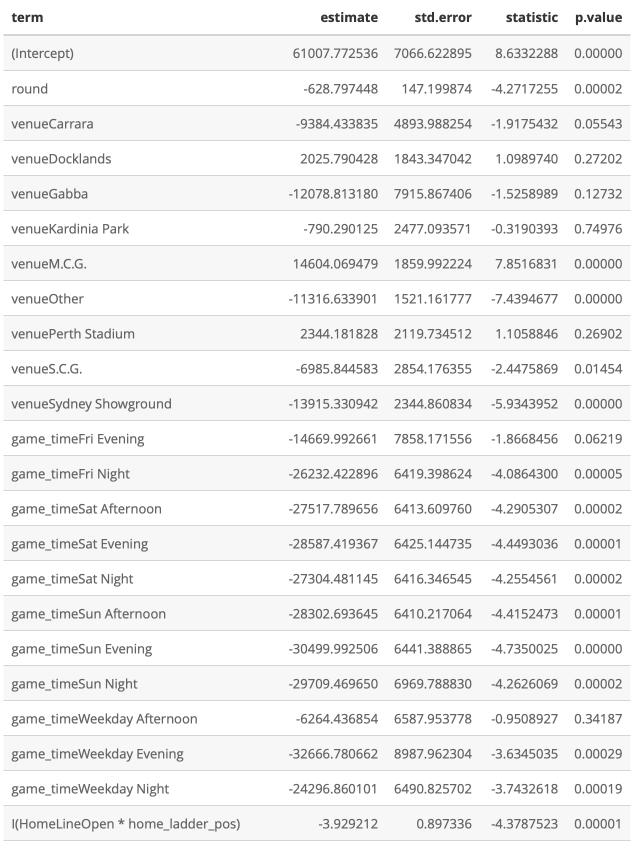 term estimate std.error statistic p.value
(Intercept) 61007.772536 7066.622895 8.6332288 0.00000
round -628.797448 147.199874 -4.2717255 0.00002
venueCarrara -9384.433835 4893.988254 -1.9175432 0.05543
venueDocklands 2025.790428 1843.347042 1.0989740 0.27202
venueGabba -12078.813180 7915.867406 -1.5258989 0.12732
venueKardinia Park -790.290125 2477.093571 -0.3190393 0.74976
venueM.C.G. 14604.069479 1859.992224 7.8516831 0.00000
venueOther -11316.633901 1521.161777 -7.4394677 0.00000
venuePerth Stadium 2344.181828 2119.734512 1.1058846 0.26902
venueS.C.G. -6985.844583 2854.176355 -2.4475869 0.01454
venueSydney Showground -13915.330942 2344.860834 -5.9343952 0.00000
game_timeFri Evening -14669.992661 7858.171556 -1.8668456 0.06219
game_timeFri Night -26232.422896 6419.398624 -4.0864300 0.00005
game_timeSat Afternoon -27517.789656 6413.609760 -4.2905307 0.00002
game_timeSat Evening -28587.419367 6425.144735 -4.4493036 0.00001
game_timeSat Night -27304.481145 6416.346545 -4.2554561 0.00002
game_timeSun Afternoon -28302.693645 6410.217064 -4.4152473 0.00001
game_timeSun Evening -30499.992506 6441.388865 -4.7350025 0.00000
game_timeSun Night -29709.469650 6969.788830 -4.2626069 0.00002
game_timeWeekday Afternoon -6264.436854 6587.953778 -0.9508927 0.34187
game_timeWeekday Evening -32666.780662 8987.962304 -3.6345035 0.00029
game_timeWeekday Night -24296.860101 6490.825702 -3.7432618 0.00019
I(HomeLineOpen * home_ladder_pos) -3.929212 0.897336 -4.3787523 0.00001